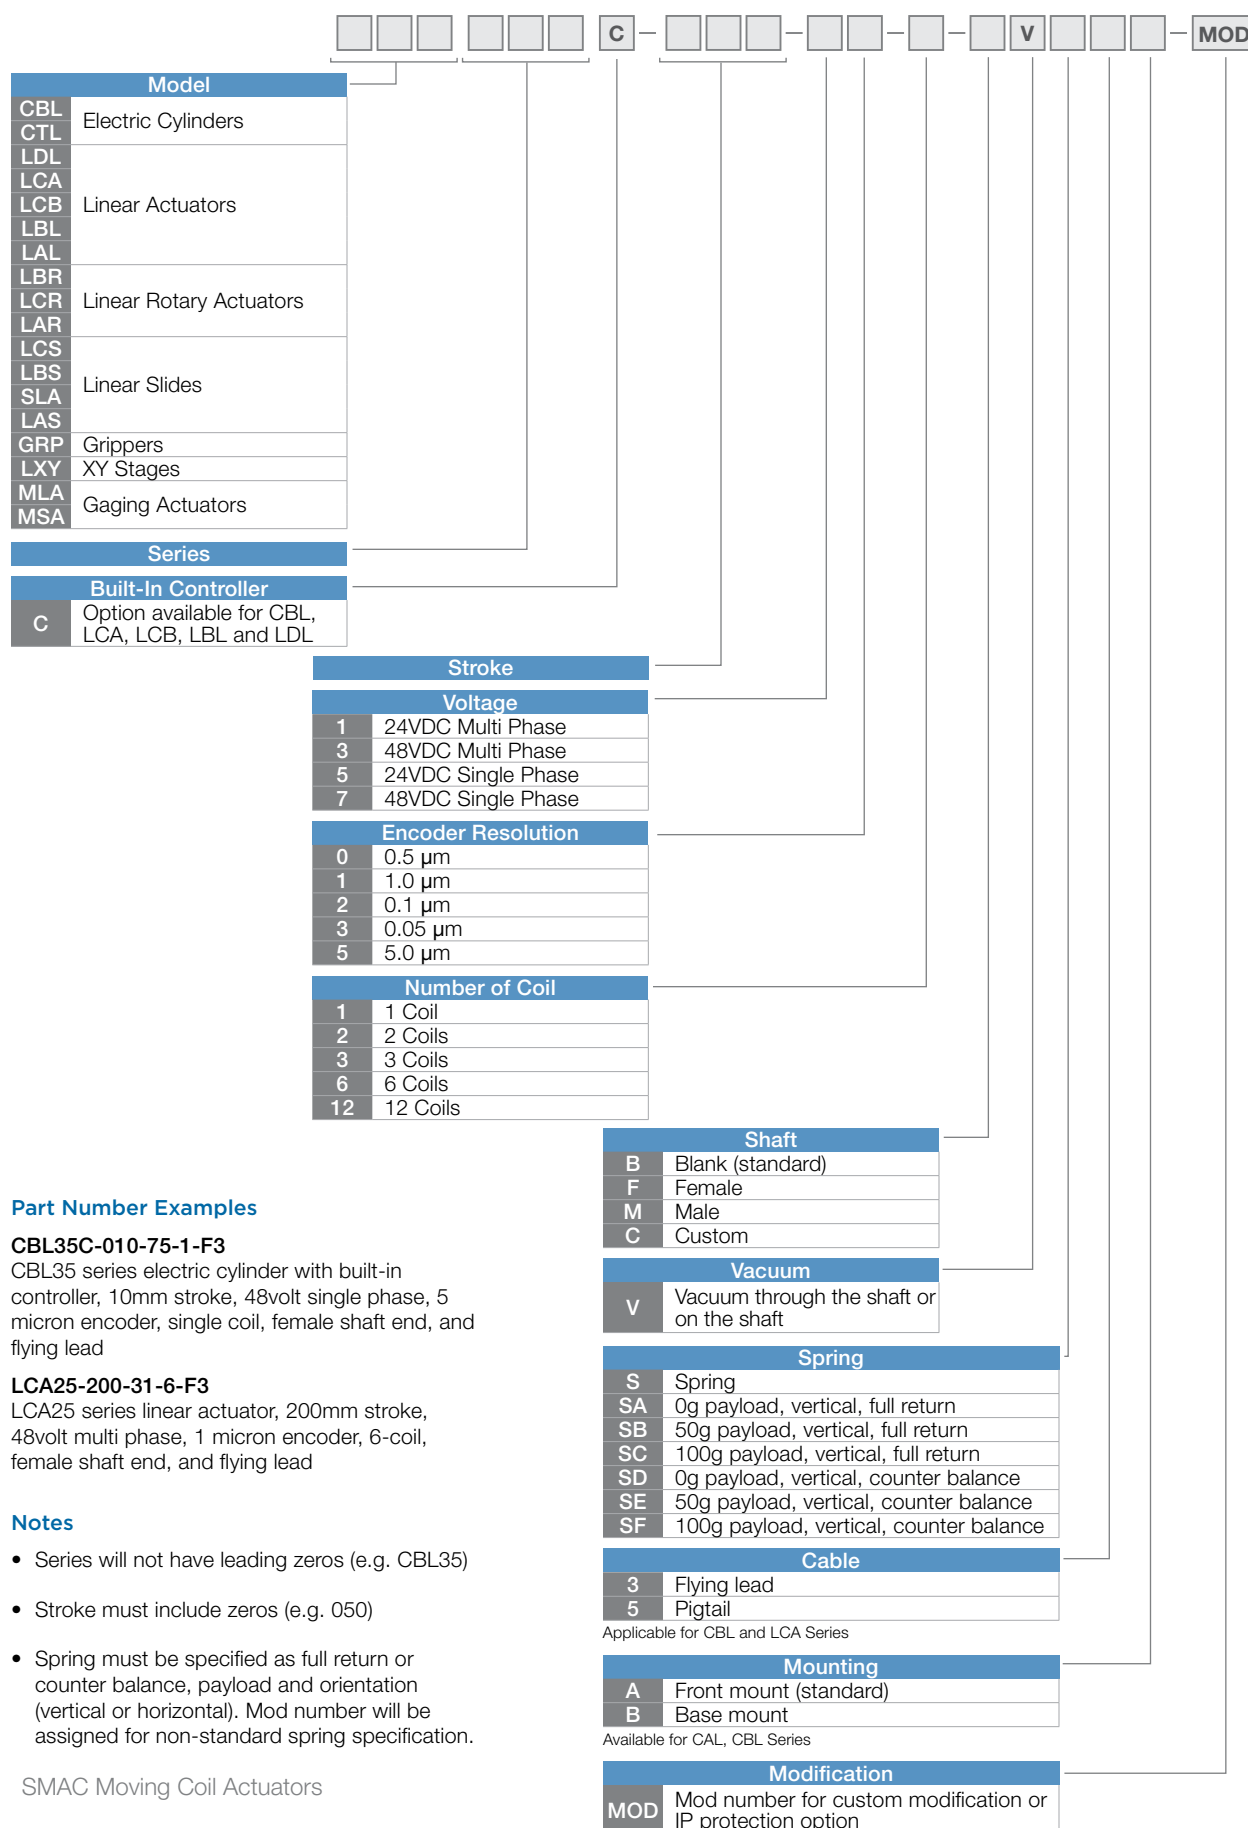 C V MOD
Model
CBL
CTL
Electric Cylinders
LDL
LCA
LCB
LBL
LAL
Linear Actuators
LBR
LCR
LAR
Linear Rotary Actuators
LCS
LBS
SLA
LAS
Linear Slides
GRP Grippers
LXY XY Stages
MLA
MSA
Gaging Actuators
Series
Built-In Controller
C
Option available for CBL,
LCA, LCB, LBL and LDL
Stroke
Voltage
1 24VDC Multi Phase
3 48VDC Multi Phase
5 24VDC Single Phase
7 48VDC Single Phase
Encoder Resolution
0 0.5 µm
1 1.0 µm
2 0.1 µm
3 0.05 µm
5 5.0 µm
Number of Coil
1 1 Coil
2 2 Coils
3 3 Coils
6 6 Coils
12 12 Coils
Shaft
B Blank (standard)
F Female
M Male
C Custom
Vacuum
V
Vacuum through the shaft or
on the shaft
Spring
S Spring
SA 0g payload, vertical, full return
SB 50g payload, vertical, full return
SC 100g payload, vertical, full return
SD 0g payload, vertical, counter balance
SE 50g payload, vertical, counter balance
SF 100g payload, vertical, counter balance
Cable
3 Flying lead
5 Pigtail
Applicable for CBL and LCA Series
Mounting
A Front mount (standard)
B Base mount
Available for CAL, CBL Series
Modification
MOD
Mod number for custom modification or
IP protection option
Part Number Examples
CBL35C-010-75-1-F3
CBL35 series electric cylinder with built-in
controller, 10mm stroke, 48volt single phase, 5
micron encoder, single coil, female shaft end, and
flying lead
LCA25-200-31-6-F3
LCA25 series linear actuator, 200mm stroke,
48volt multi phase, 1 micron encoder, 6-coil,
female shaft end, and flying lead
Notes
• Series will not have leading zeros (e.g. CBL35)
• Stroke must include zeros (e.g. 050)
• Spring must be specified as full return or
counter balance, payload and orientation
(vertical or horizontal). Mod number will be
assigned for non-standard spring specification.
SMAC Moving Coil Actuators